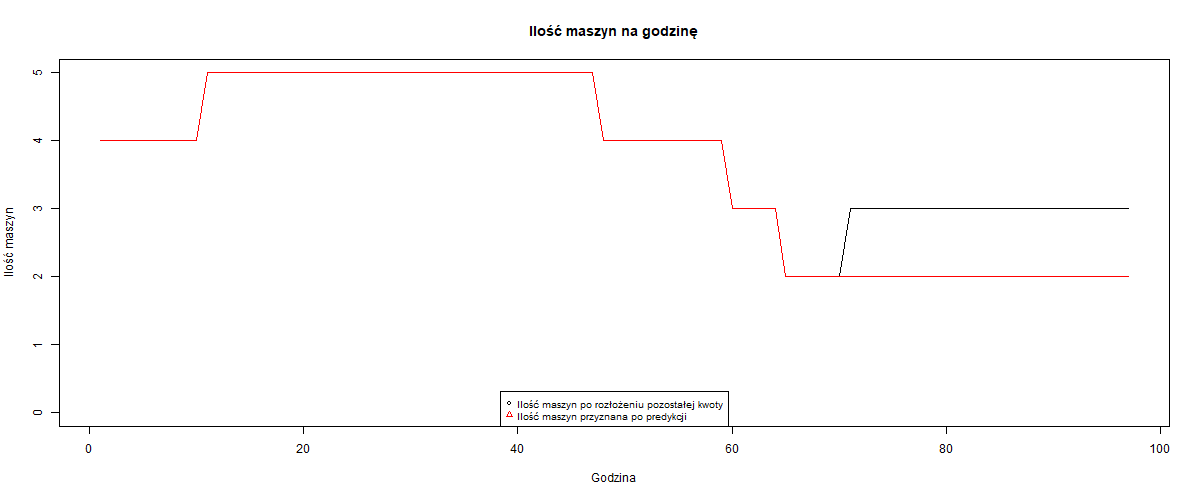 Ilość maszyn na godzinę
Ilość maszyn
5
4
3
2
1
0
Ilość maszyn po rozłożeniu pozostałej kwoty
Ilość maszyn przyznana po predykcji
0 20 40 60 80 100
Godzina